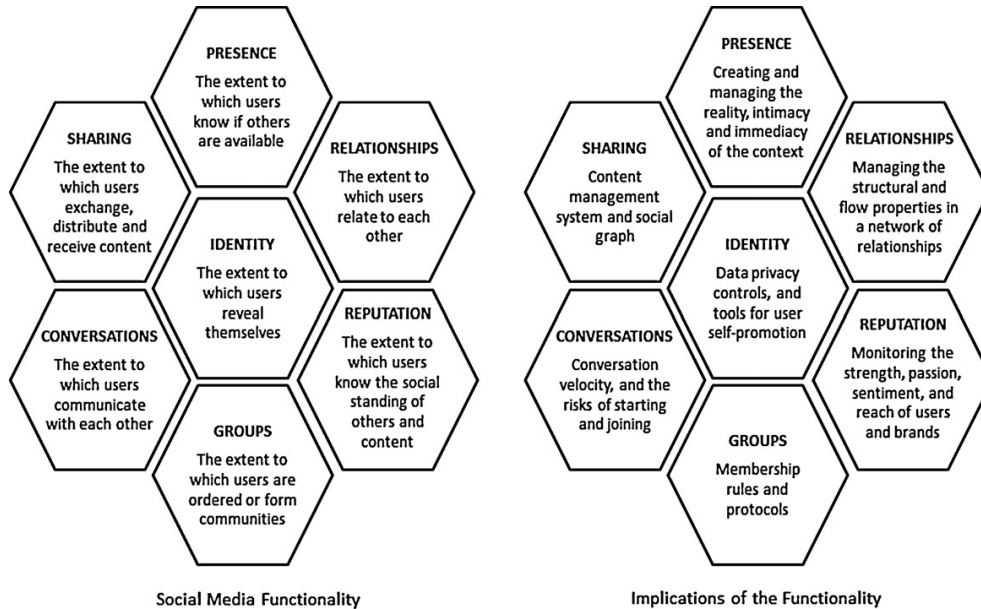 PRESENCE
The extent to
which users
know if others
are available
SHARING
The extent to
which users
exchange,
distribute and
receive content
RELATIONSHIPS
The extent to
which users
relate to each
other
IDENTITY
The extent to
which users
reveal
themselves
CONVERSATIONS
The extent to
which users
communicate
with each other
REPUTATION
The extent to
which users
know the social
standing of
others and
content
GROUPS
The extent to
which users are
ordered or form
communities
Social Media Functionality
PRESENCE
Creating and
managing the
reality, intimacy
and immediacy
of the context
SHARING
Content
management
system and social
graph
RELATIONSHIPS
Managing the
structural and
flow properties in
a network of
relationships
IDENTITY
Data privacy
controls, and
tools for user
self-promotion
CONVERSATIONS
Conversation
velocity, and the
risks of starting
and joining
REPUTATION
Monitoring the
strength, passion,
sentiment, and
reach of users
and brands
GROUPS
Membership
rules and
protocols
Implications of the Functionality